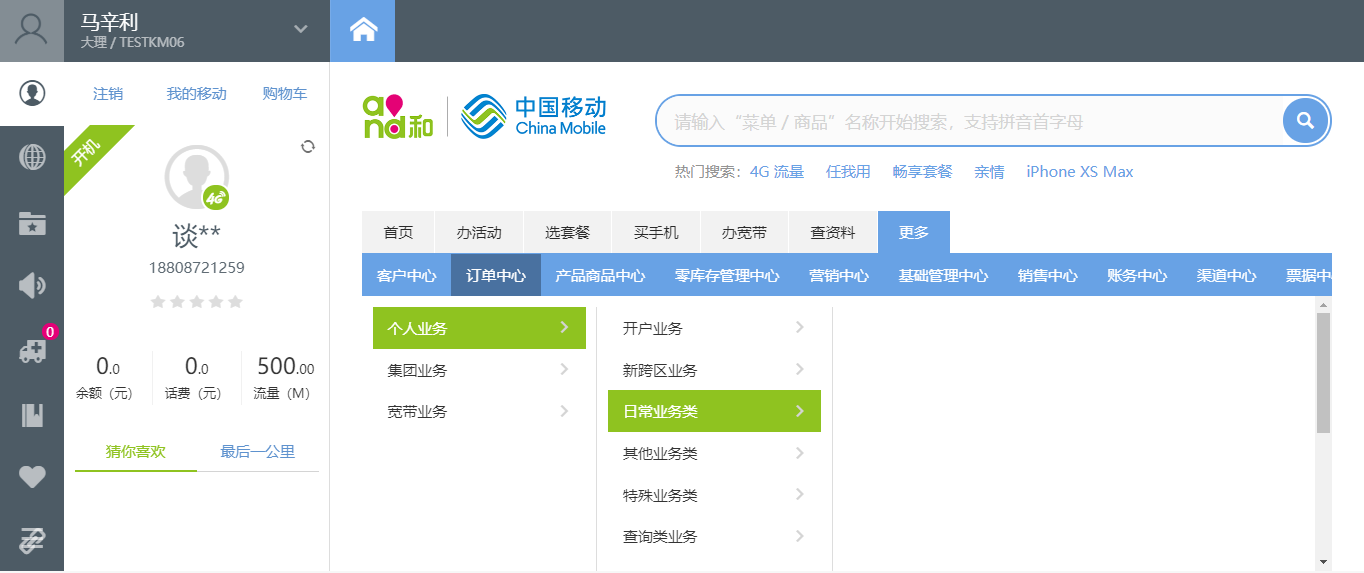 马辛利
大理 / TESTKM06
注销 我的移动 购物车
开机
4G
谈**
18808721259
0
0.0 0.0 500.00
余额（元） 话费（元） 流量（M）
猜你喜欢 最后一公里
and和 中国移动
China Mobile
请输入“菜单 / 商品”名称开始搜索，支持拼音首字母
热门搜索：4G 流量 任我用 畅享套餐 亲情 iPhone XS Max
首页 办活动 选套餐 买手机 办宽带 查资料 更多
客户中心 订单中心 产品商品中心 零库存管理中心 营销中心 基础管理中心 销售中心 账务中心 渠道中心 票据中
个人业务 开户业务
集团业务 新跨区业务
宽带业务 日常业务类
其他业务类
特殊业务类
查询类业务